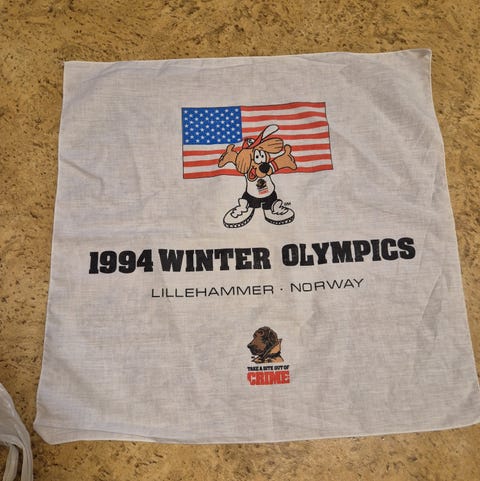 1994 WINTER OLYMPICS
LILLEHAMMER · NORWAY
TAKE A BITE OUT OF
CRIME